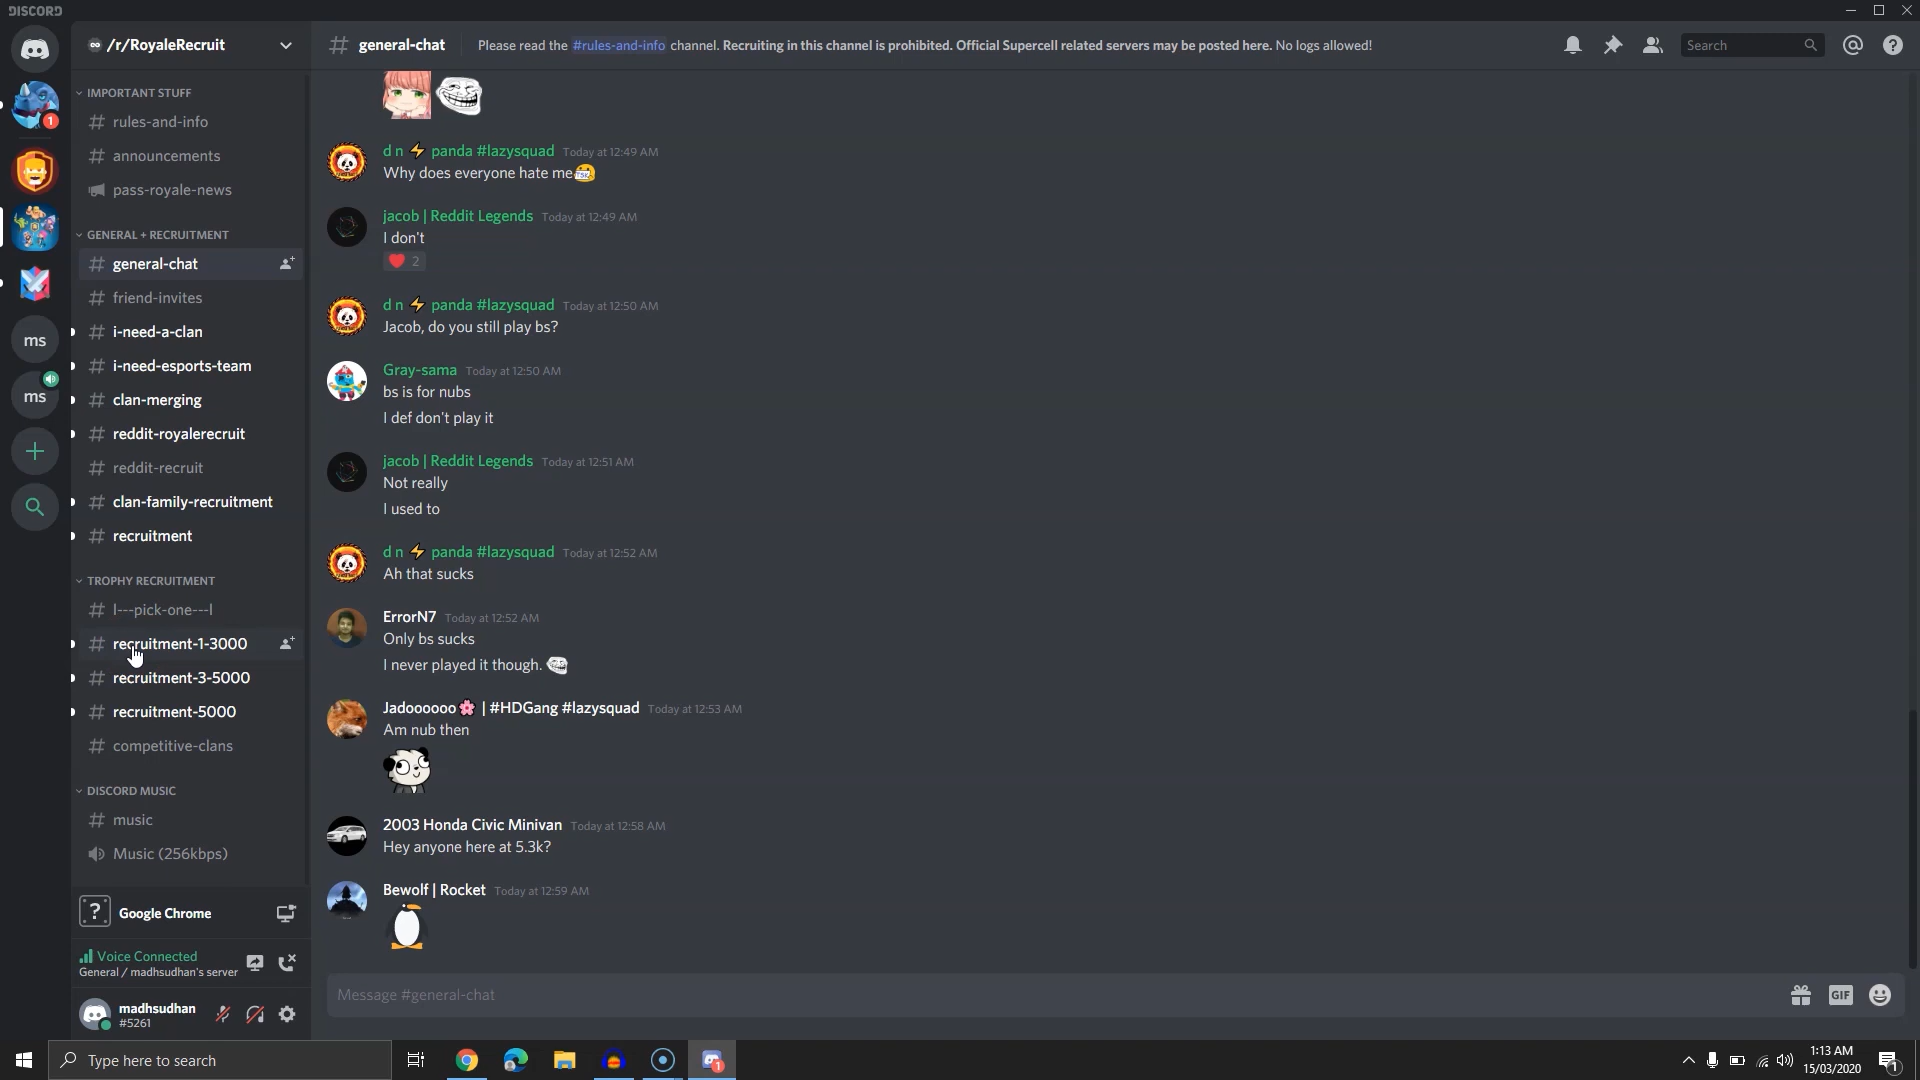 DISCORD
/r/RoyaleRecruit
general-chat
Please read the #rules-and-info channel. Recruiting in this channel is prohibited. Official Supercell related servers may be posted here. No logs allowed!
Search
IMPORTANT STUFF
rules-and-info
announcements
pass-royale-news
GENERAL + RECRUITMENT
general-chat
friend-invites
i-need-a-clan
i-need-esports-team
clan-merging
reddit-royalerecruit
reddit-recruit
clan-family-recruitment
recruitment
TROPHY RECRUITMENT
l---pick-one---l
recruitment-1-3000
recruitment-3-5000
recruitment-5000
competitive-clans
DISCORD MUSIC
music
Music (256kbps)
1
ms
ms
Google Chrome
Voice Connected
General / madhsudhan's server
madhsudhan
#5261
d n ⚡ panda #lazysquad Today at 12:49 AM
Why does everyone hate me
jacob | Reddit Legends Today at 12:49 AM
I don't
❤️ 2
d n ⚡ panda #lazysquad Today at 12:50 AM
Jacob, do you still play bs?
Gray-sama Today at 12:50 AM
bs is for nubs
I def don't play it
jacob | Reddit Legends Today at 12:51 AM
Not really
I used to
d n ⚡ panda #lazysquad Today at 12:52 AM
Ah that sucks
ErrorN7 Today at 12:52 AM
Only bs sucks
I never played it though.
Jadoooooo🌸 | #HDGang #lazysquad Today at 12:53 AM
Am nub then
2003 Honda Civic Minivan Today at 12:58 AM
Hey anyone here at 5.3k?
Bewolf | Rocket Today at 12:59 AM
Message #general-chat
GIF
Type here to search
1
1:13 AM
15/03/2020
1